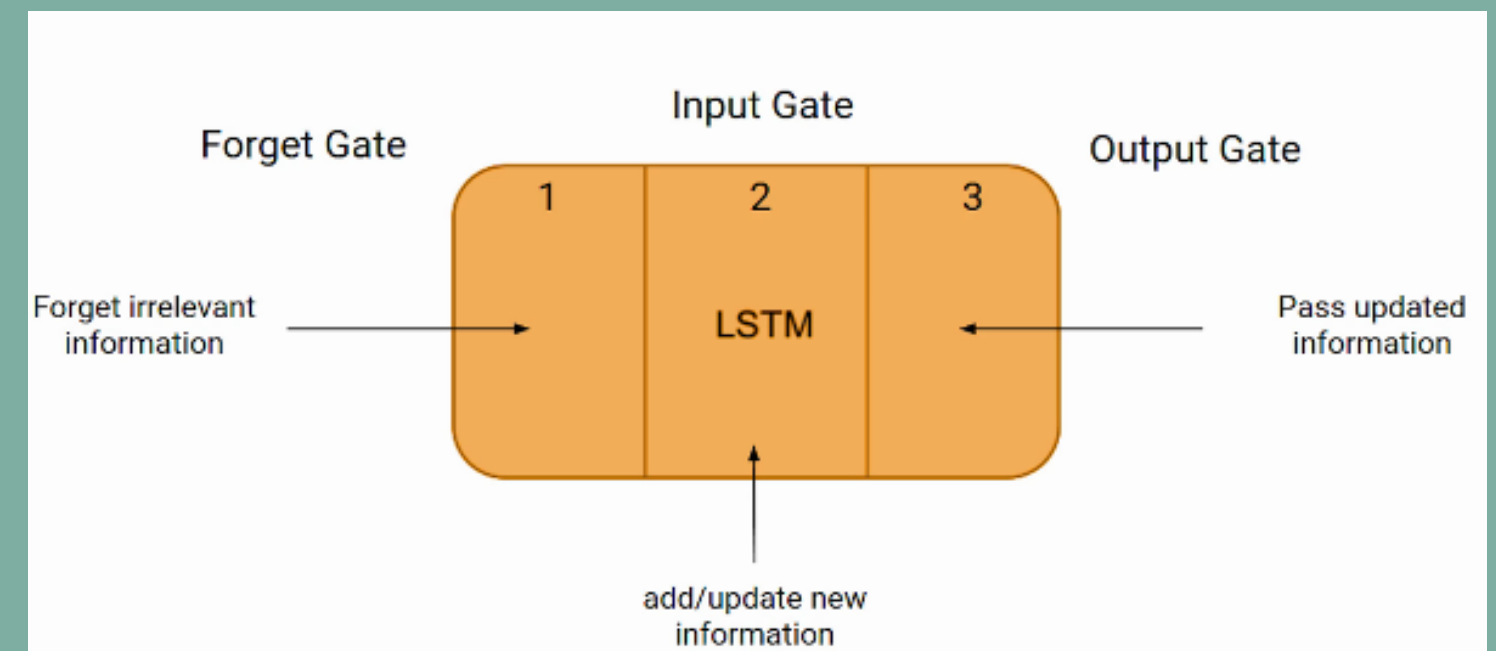 Input Gate
Forget Gate
Output Gate
1
2
3
Forget irrelevant
information
LSTM
Pass updated
information
add/update new
information